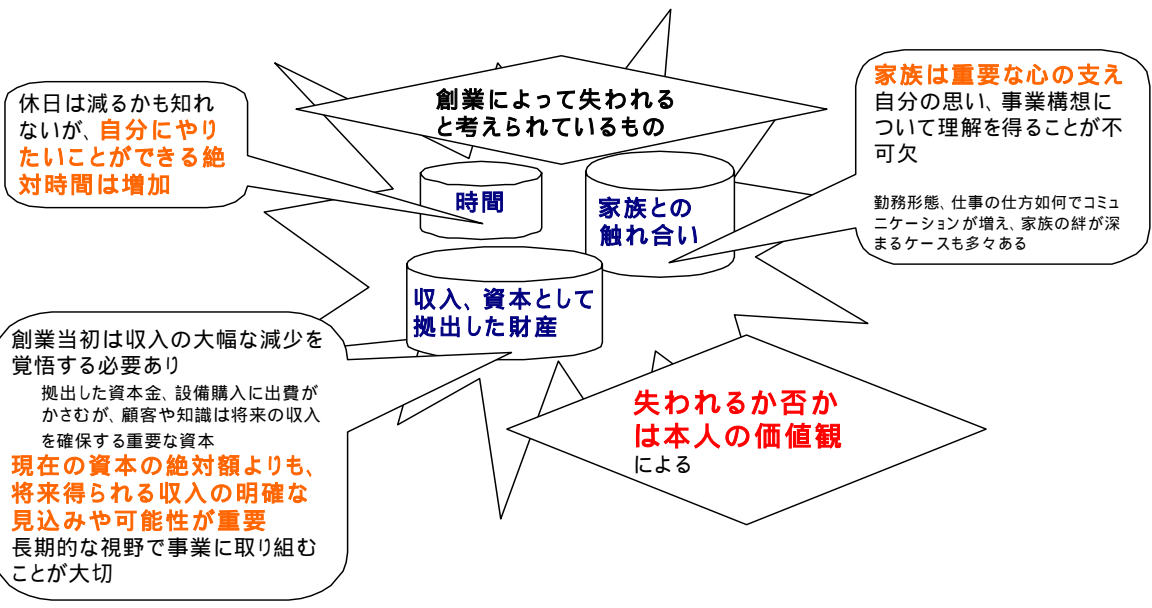 創業によって失われる
と考えられているもの
休日は減るかも知れ
ないが、自分にやり
たいことができる絶
対時間は増加
時間
家族との
触れ合い
収入、資本として
拠出した財産
家族は重要な心の支え
自分の思い、事業構想に
ついて理解を得ることが不
可欠
勤務形態、仕事の仕方如何でコミュ
ニケーションが増え、家族の絆が深
まるケースも多々ある
創業当初は収入の大幅な減少を
覚悟する必要あり
拠出した資本金、設備購入に出費が
かさむが、顧客や知識は将来の収入
を確保する重要な資本
現在の資本の絶対額よりも、
将来得られる収入の明確な
見込みや可能性が重要
長期的な視野で事業に取り組む
ことが大切
失われるか否か
は本人の価値観
による